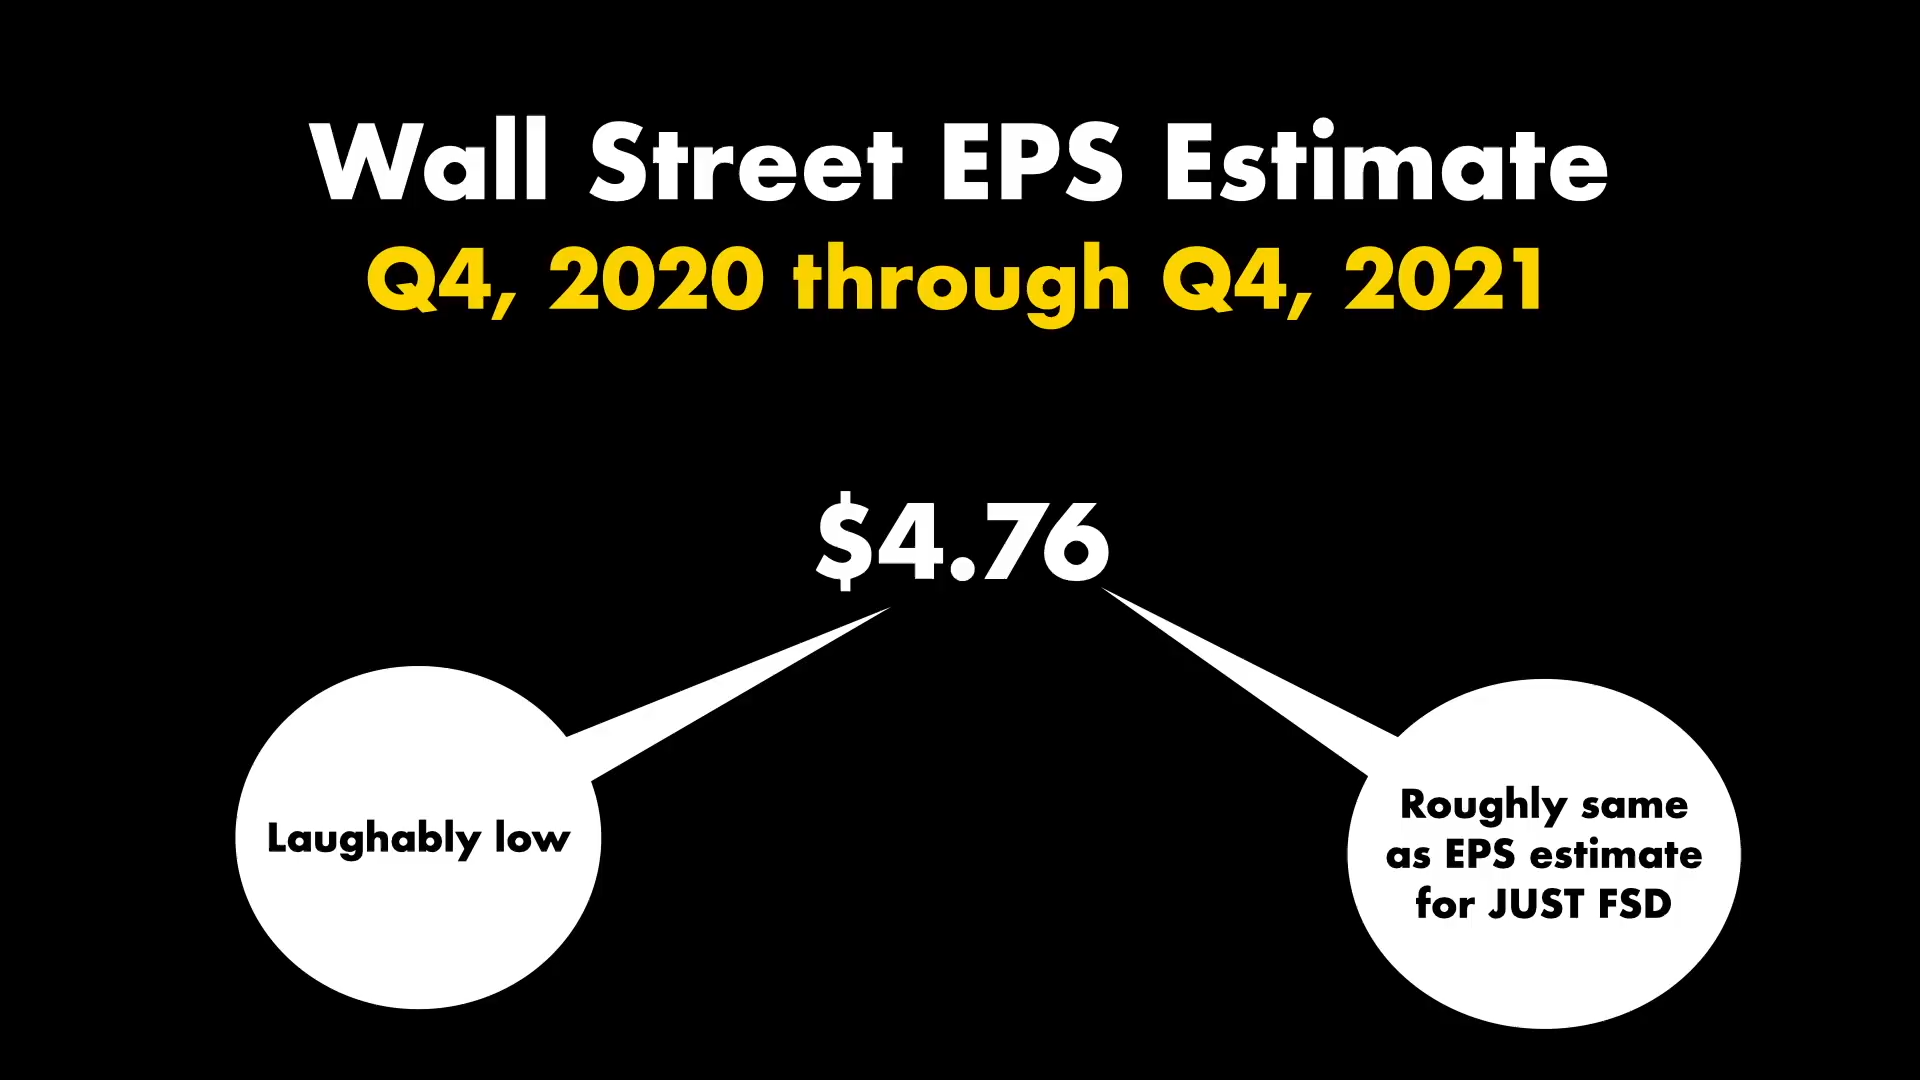 Wall Street EPS Estimate
Q4, 2020 through Q4, 2021
$4.76
Laughably low
Roughly same
as EPS estimate
for JUST FSD